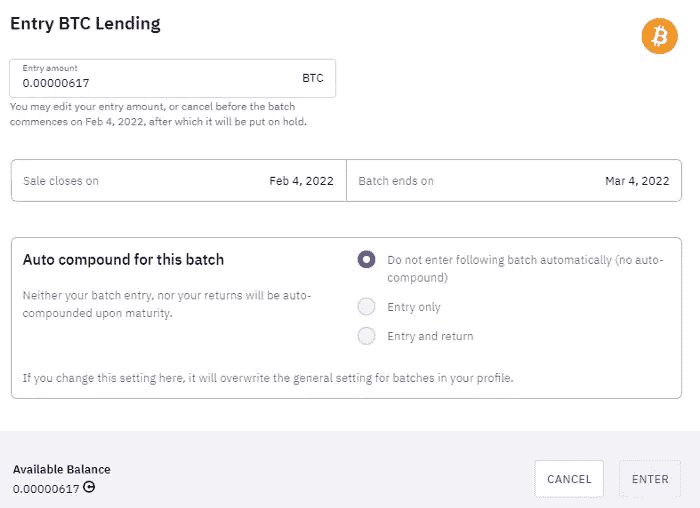 Entry BTC Lending
Entry amount
0.00000617
BTC
You may edit your entry amount, or cancel before the batch
commences on Feb 4, 2022, after which it will be put on hold.
Sale closes on
Feb 4, 2022
Batch ends on
Mar 4, 2022
Auto compound for this batch
Neither your batch entry, nor your returns will be auto-
compounded upon maturity.
Do not enter following batch automatically (no auto-
compound)
Entry only
Entry and return
If you change this setting here, it will overwrite the general setting for batches in your profile.
Available Balance
0.00000617
CANCEL
ENTER